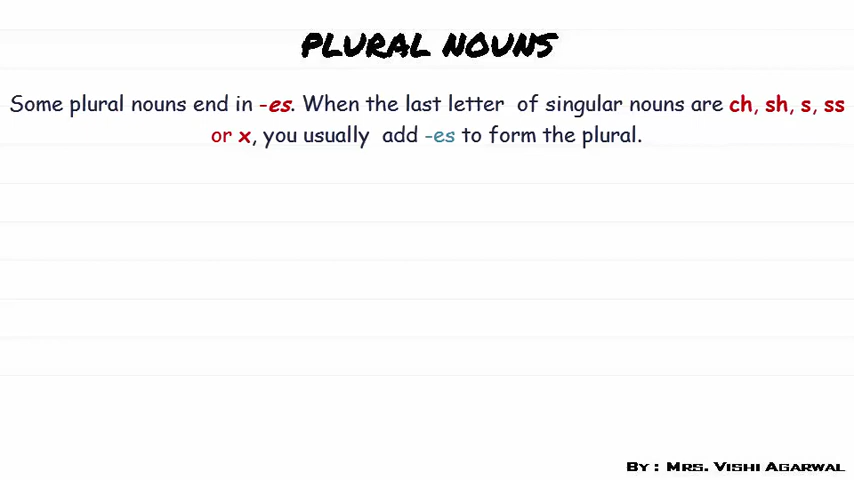 PLURAL NOUNS
Some plural nouns end in -es. When the last letter of singular nouns are ch, sh, s, ss
or x, you usually add -es to form the plural.
By : Mrs. Vishi Agarwal